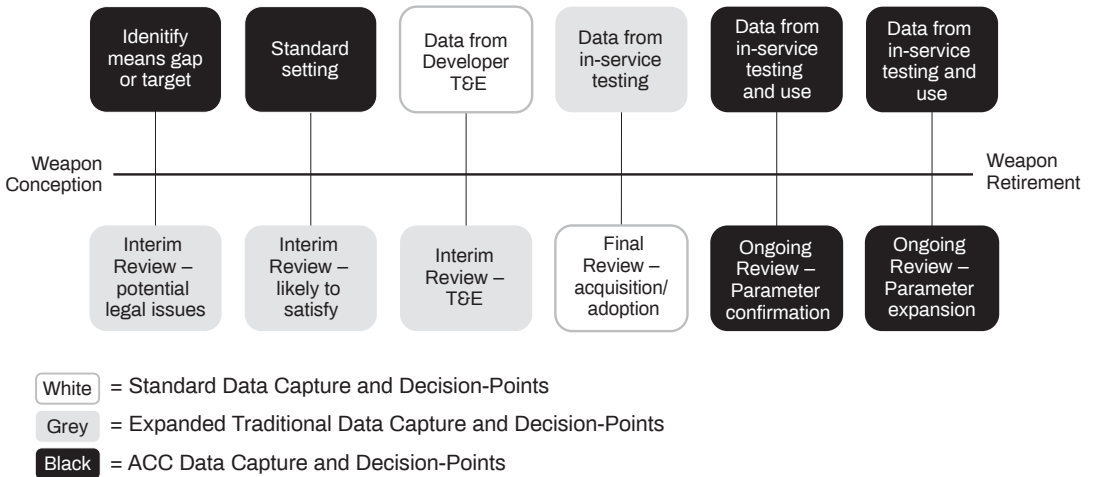 Idenitify
means gap
or target
Standard
setting
Data from
Developer
T&E
Data from
in-service
testing
Data from
in-service
testing
and use
Data from
in-service
testing and
use
Weapon
Conception
Weapon
Retirement
Interim
Review –
potential
legal issues
Interim
Review –
likely to
satisfy
Interim
Review –
T&E
Final
Review –
acquisition/
adoption
Ongoing
Review –
Parameter
confirmation
Ongoing
Review –
Parameter
expansion
White = Standard Data Capture and Decision-Points
Grey = Expanded Traditional Data Capture and Decision-Points
Black = ACC Data Capture and Decision-Points